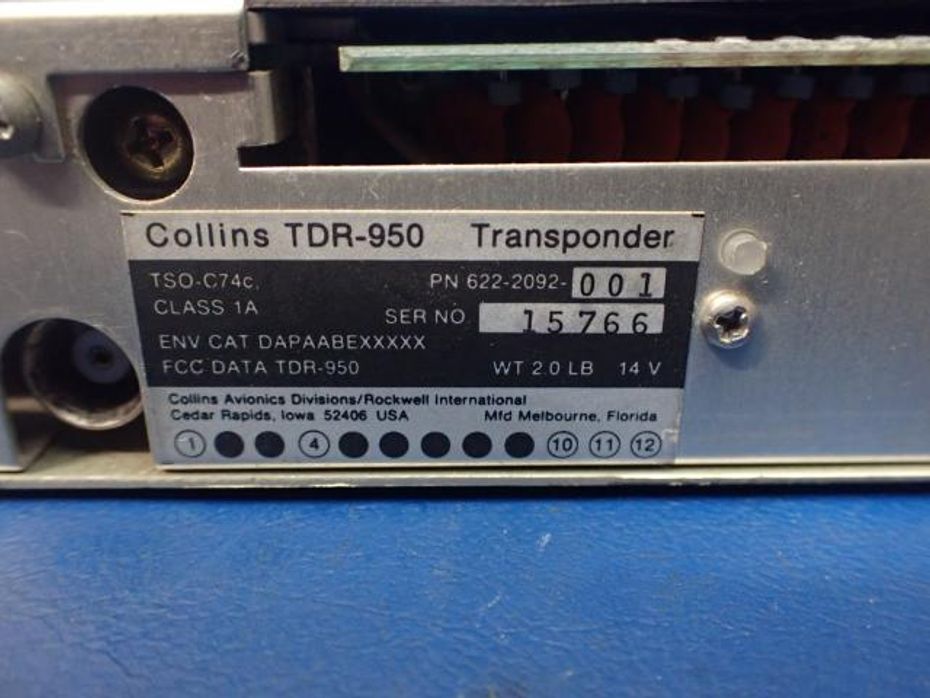 Collins TDR-950 Transponder
TSO-C74c, PN 622-2092-001
CLASS 1A SER NO 15766
ENV CAT DAPAABEXXXXX
FCC DATA TDR-950 WT 2.0 LB 14 V
Collins Avionics Divisions/Rockwell International
Cedar Rapids, Iowa 52406 USA Mfd Melbourne, Florida
1 4 10 11 12